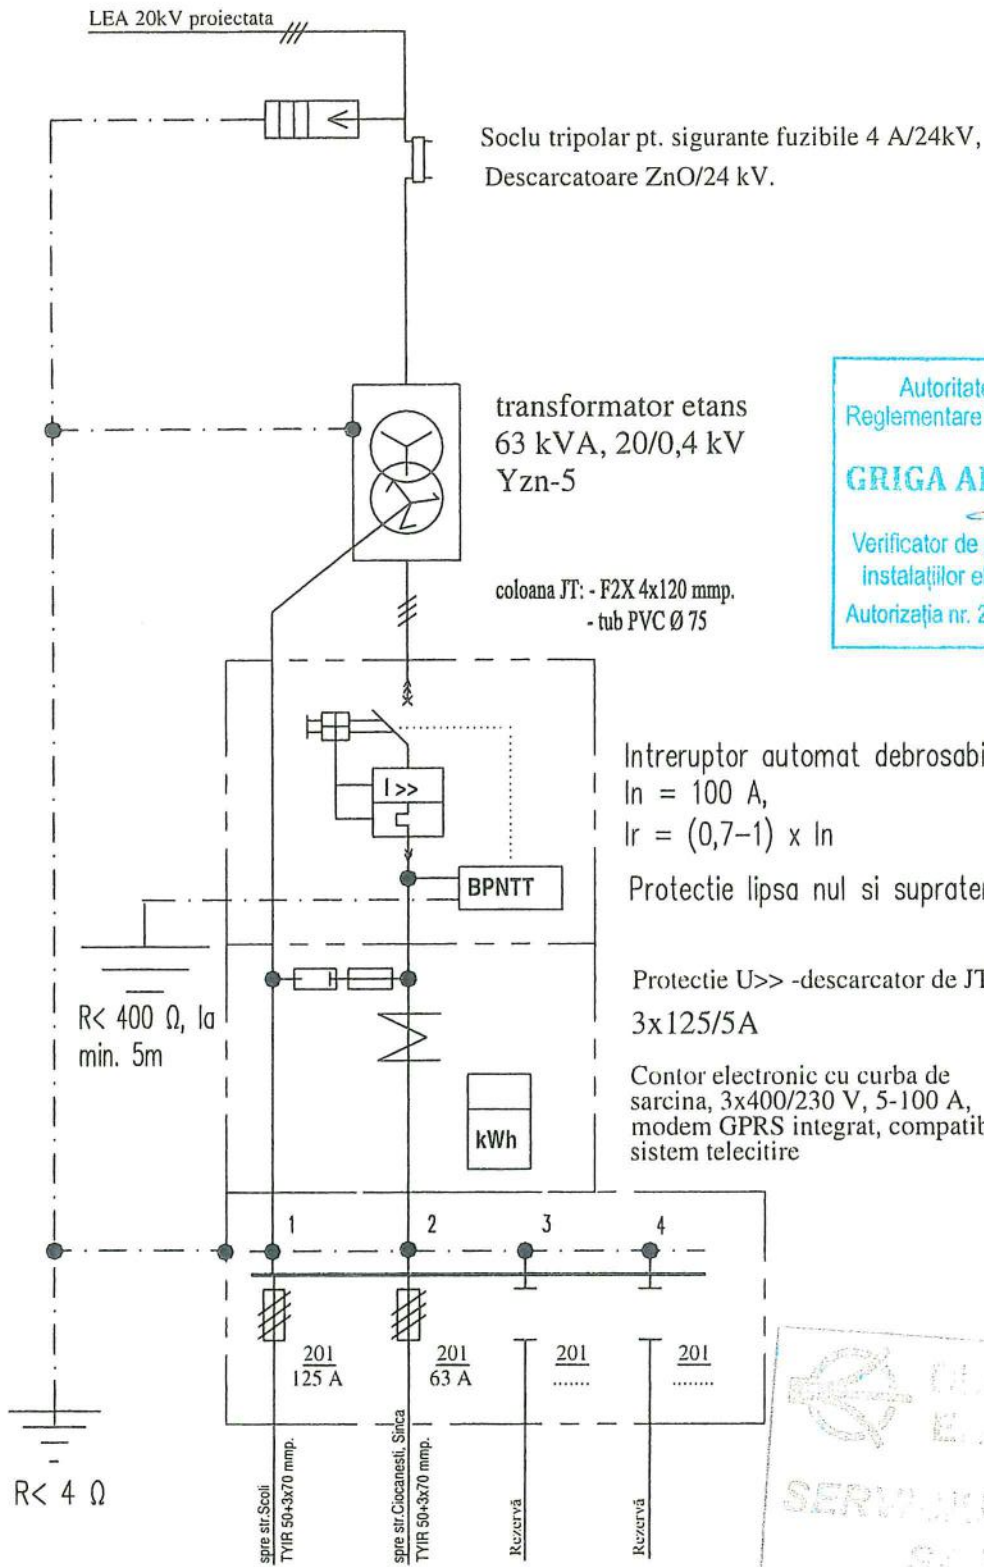 LEA 20kV proiectata
Soclu tripolar pt. sigurante fuzibile 4 A/24kV,
Descarcatoare ZnO/24 kV.
transformator etans
63 kVA, 20/0,4 kV
Yzn-5
Autoritate
Reglementare
GRIGA
Verificator de
instalațiilor
Autorizația nr. 2
coloana JT: - F2X 4x120 mmp.
- tub PVC Ø 75
I >>
Intreruptor automat debrosabi
In = 100 A,
Ir = (0,7-1) x In
BPNTT
Protectie lipsa nul si suprate
R< 400 Ω, la
min. 5m
Protectie U>> -descarcator de JT
3x125/5A
Contor electronic cu curba de
sarcina, 3x400/230 V, 5-100 A,
modem GPRS integrat, compatib
sistem telecitire
kWh
1 2 3 4
201 201 201 201
125 A 63 A ....... ........
R< 4 Ω
spre str.Scoli
TYIR 50+3x70 mmp.
spre str.Ciocanesti, Sinca
TYIR 50+3x70 mmp.
Rezervă
Rezervă